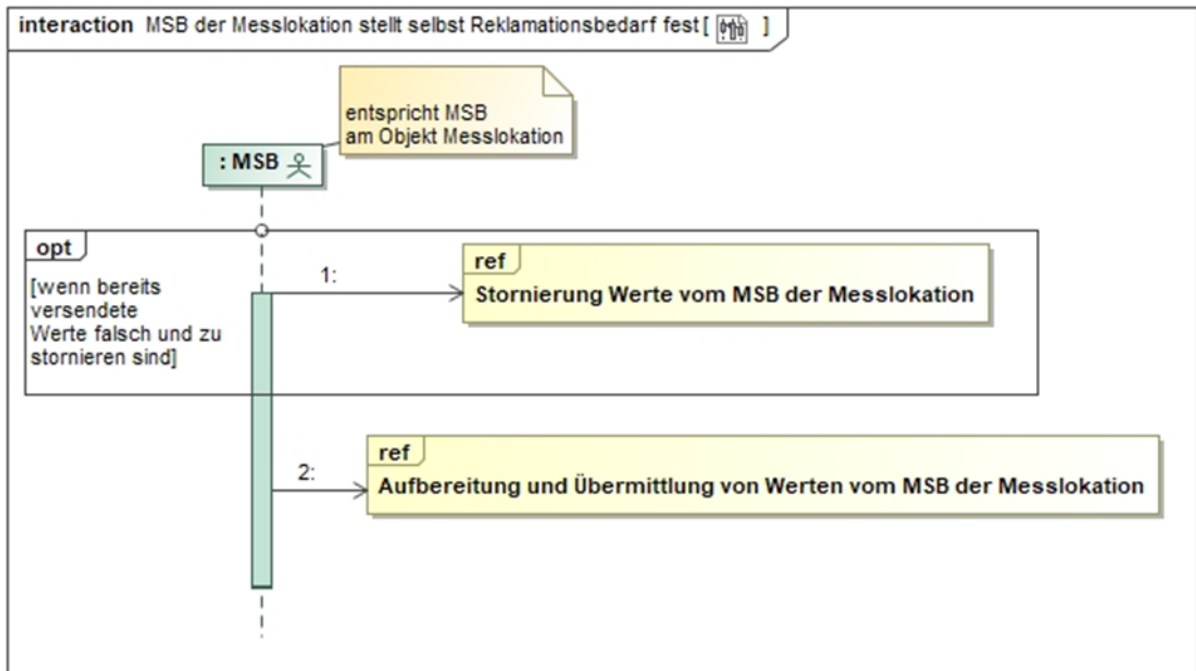 interaction MSB der Messlokation stellt selbst Reklamationsbedarf fest[ ]
entspricht MSB
am Objekt Messlokation
: MSB
opt
[wenn bereits
versendete
Werte falsch und zu
stornieren sind]
1:
ref
Stornierung Werte vom MSB der Messlokation
2:
ref
Aufbereitung und Übermittlung von Werten vom MSB der Messlokation